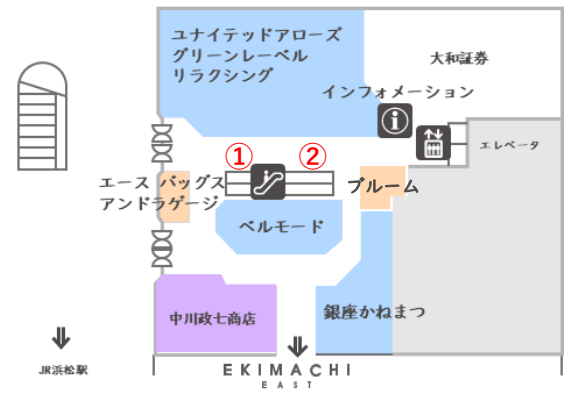 ユナイテッドアローズ
グリーンレーベル
リラクシング
大和証券
インフォメーション
エレベータ
① ②
エース バッグス
アンドラゲージ
ブルーム
ベルモード
中川政七商店
銀座かねまつ
JR浜松駅
EKIMACHI
EAST